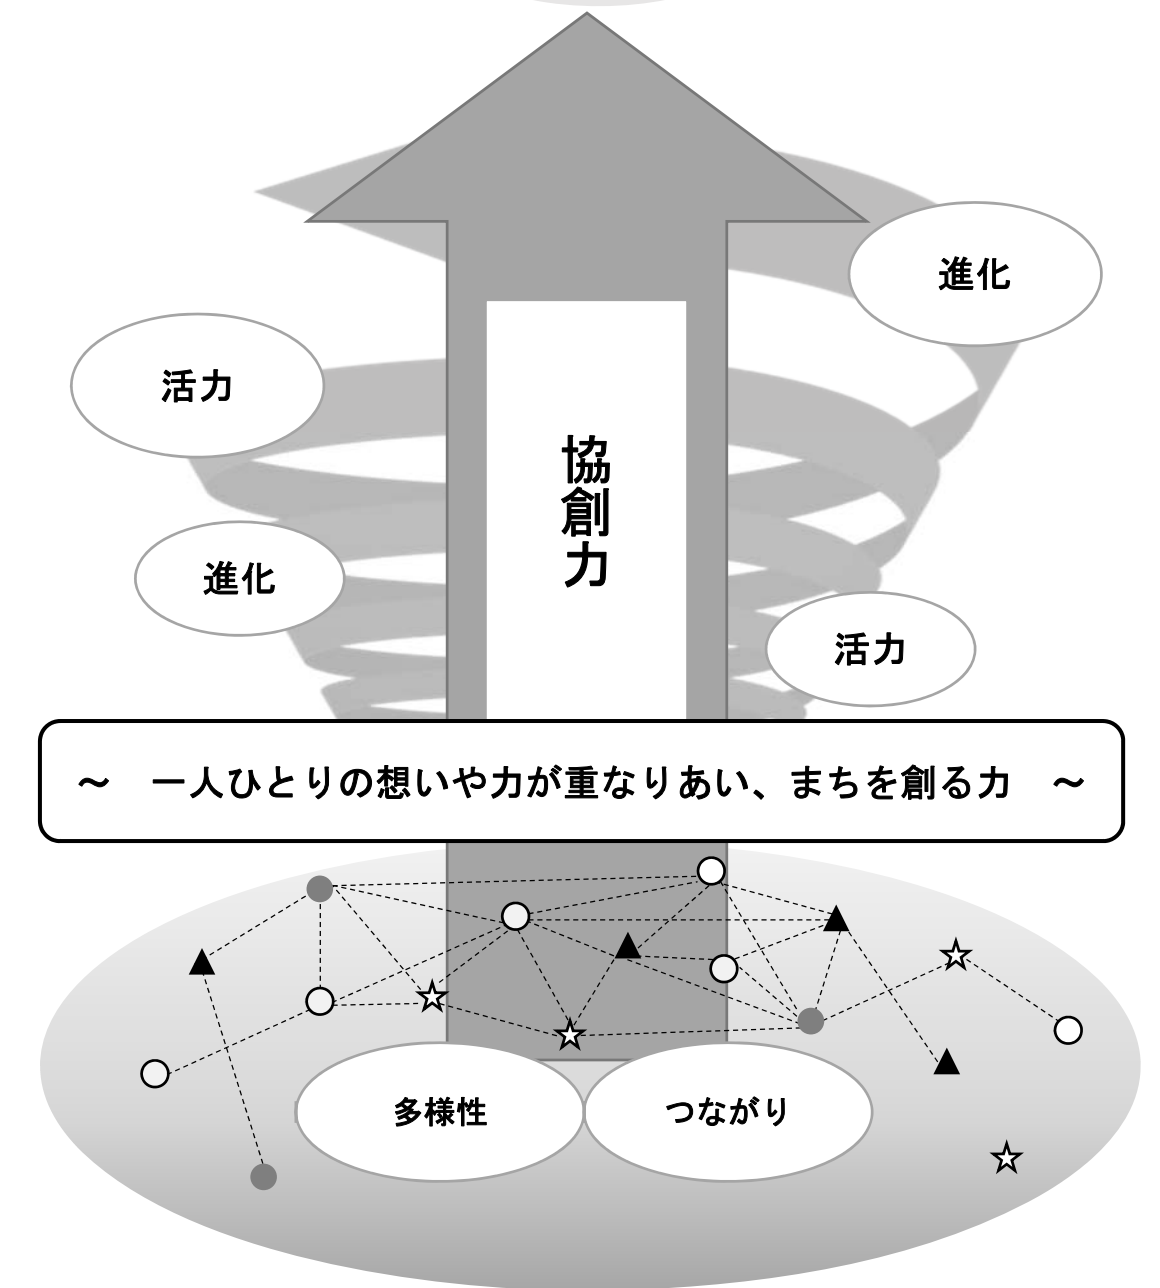 進化
活力
協創力
進化
活力
～　一人ひとりの想いや力が重なりあい、まちを創る力　～
多様性
つながり